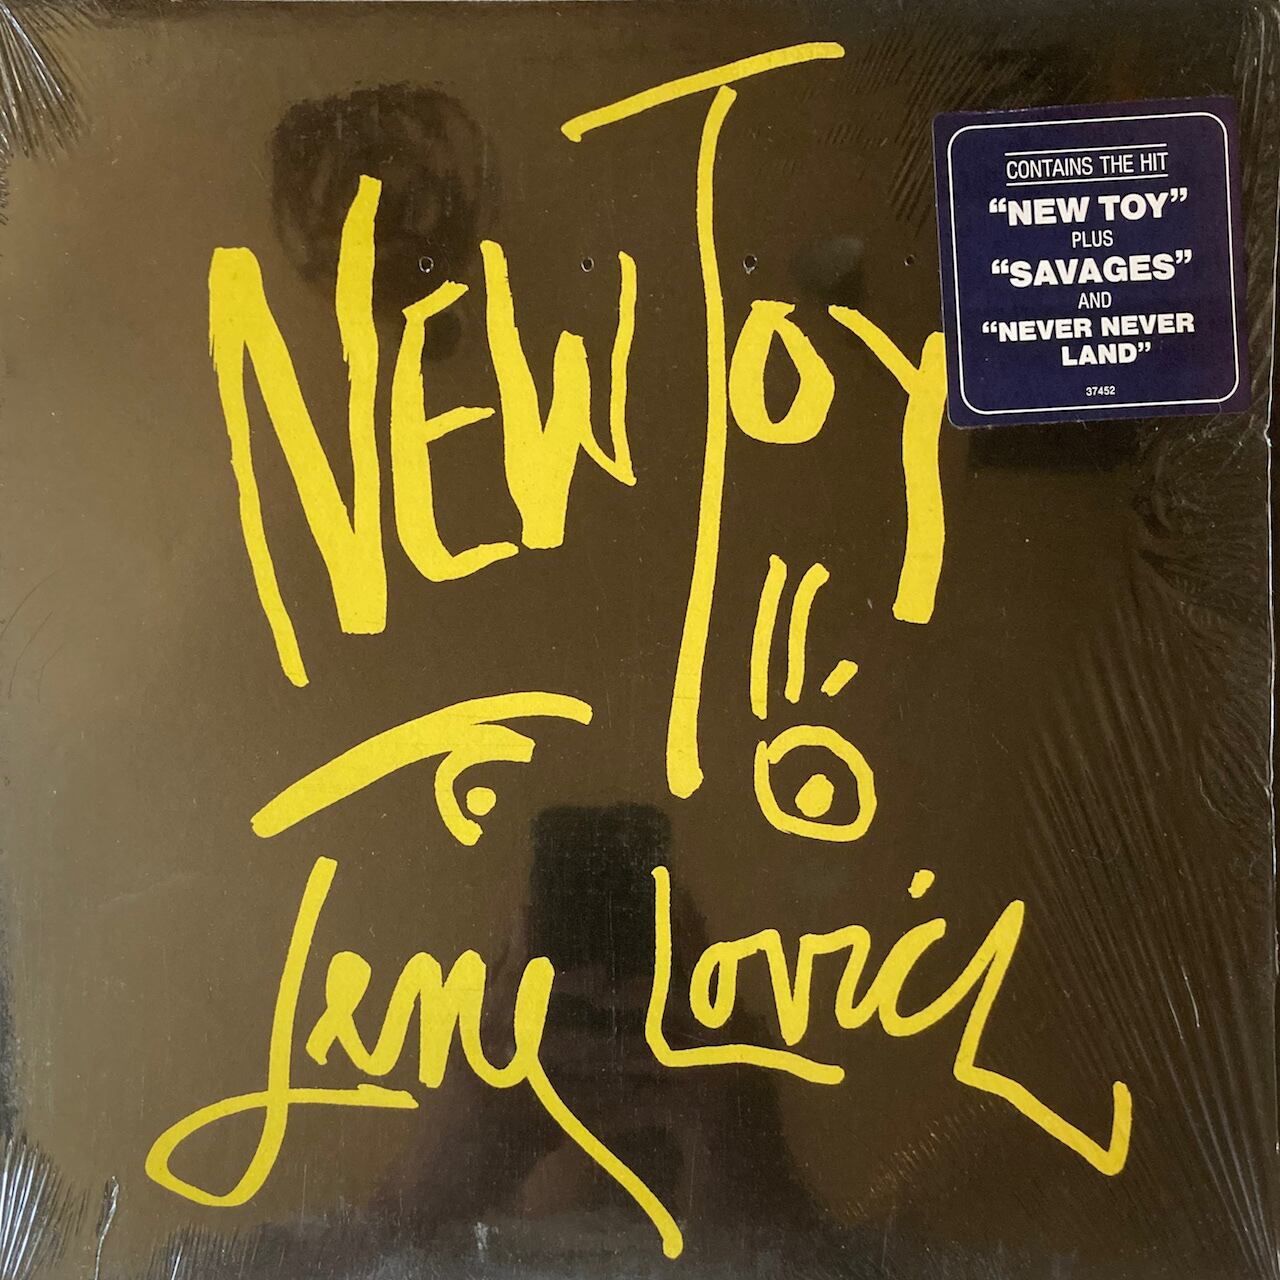 NEW TOY
Lene Lovich
CONTAINS THE HIT
“NEW TOY”
PLUS
“SAVAGES”
AND
“NEVER NEVER
LAND”
37452